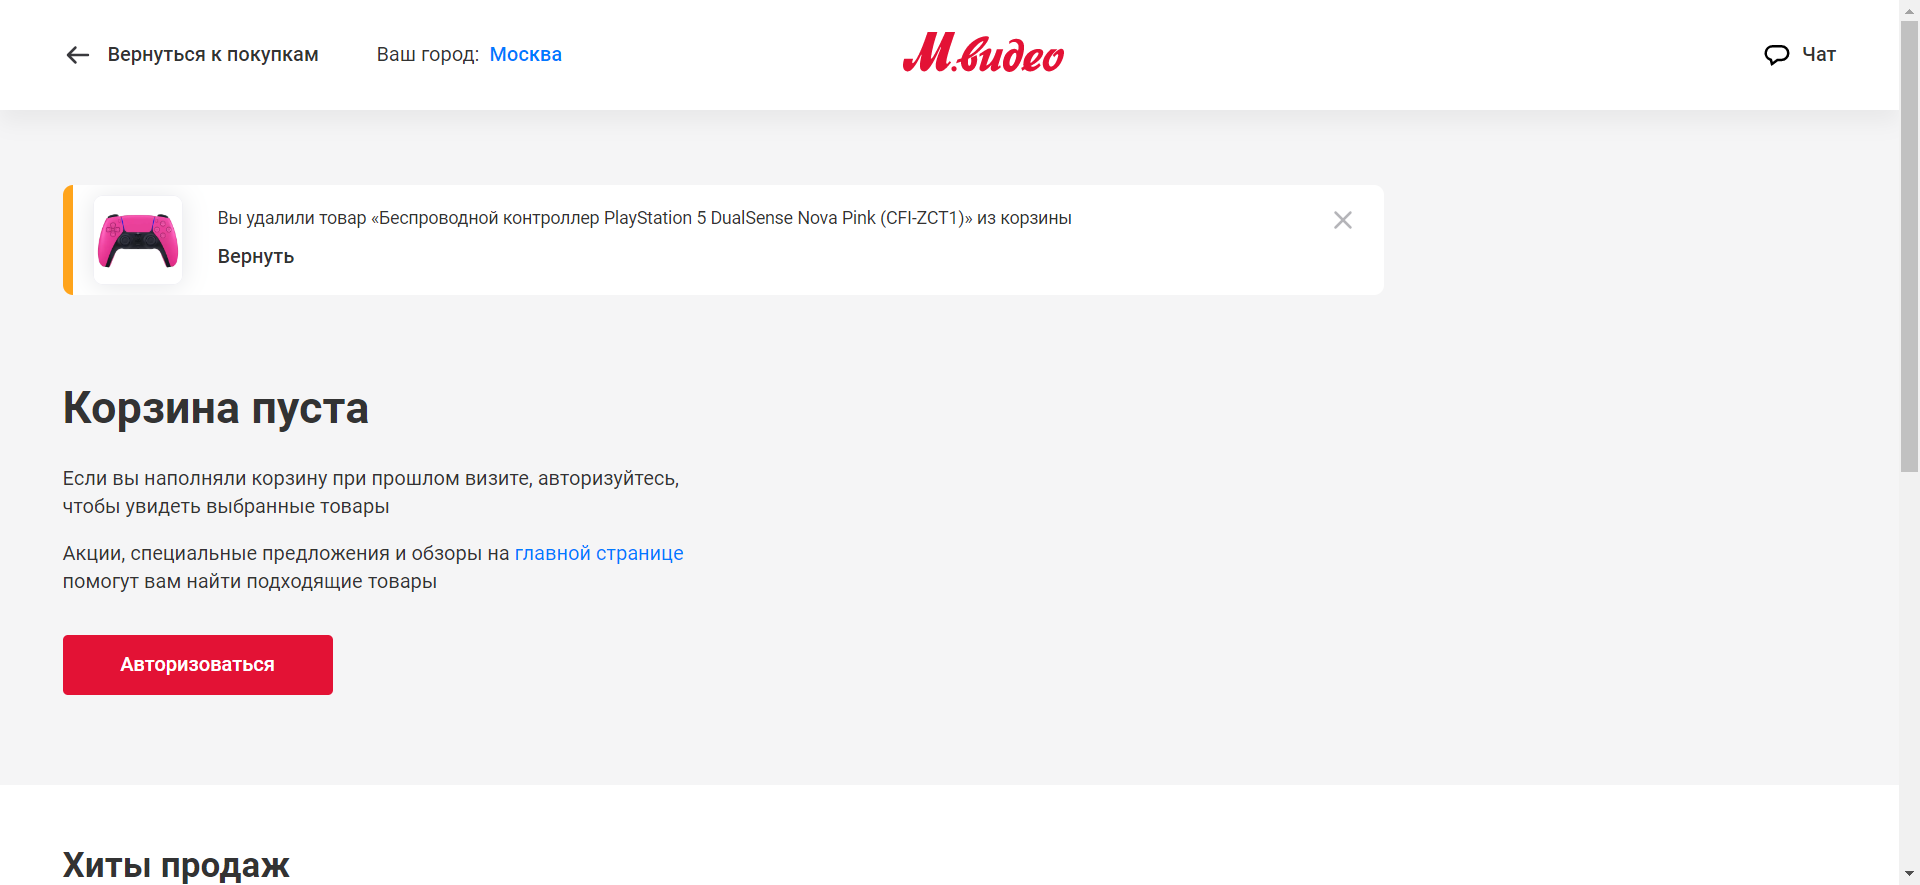 Вернуться к покупкам
Ваш город: Москва
М.видео
Чат
Вы удалили товар «Беспроводной контроллер PlayStation 5 DualSense Nova Pink (CFI-ZCT1)» из корзины
Вернуть
Корзина пуста
Если вы наполняли корзину при прошлом визите, авторизуйтесь,
чтобы увидеть выбранные товары
Акции, специальные предложения и обзоры на главной странице
помогут вам найти подходящие товары
Авторизоваться
Хиты продаж